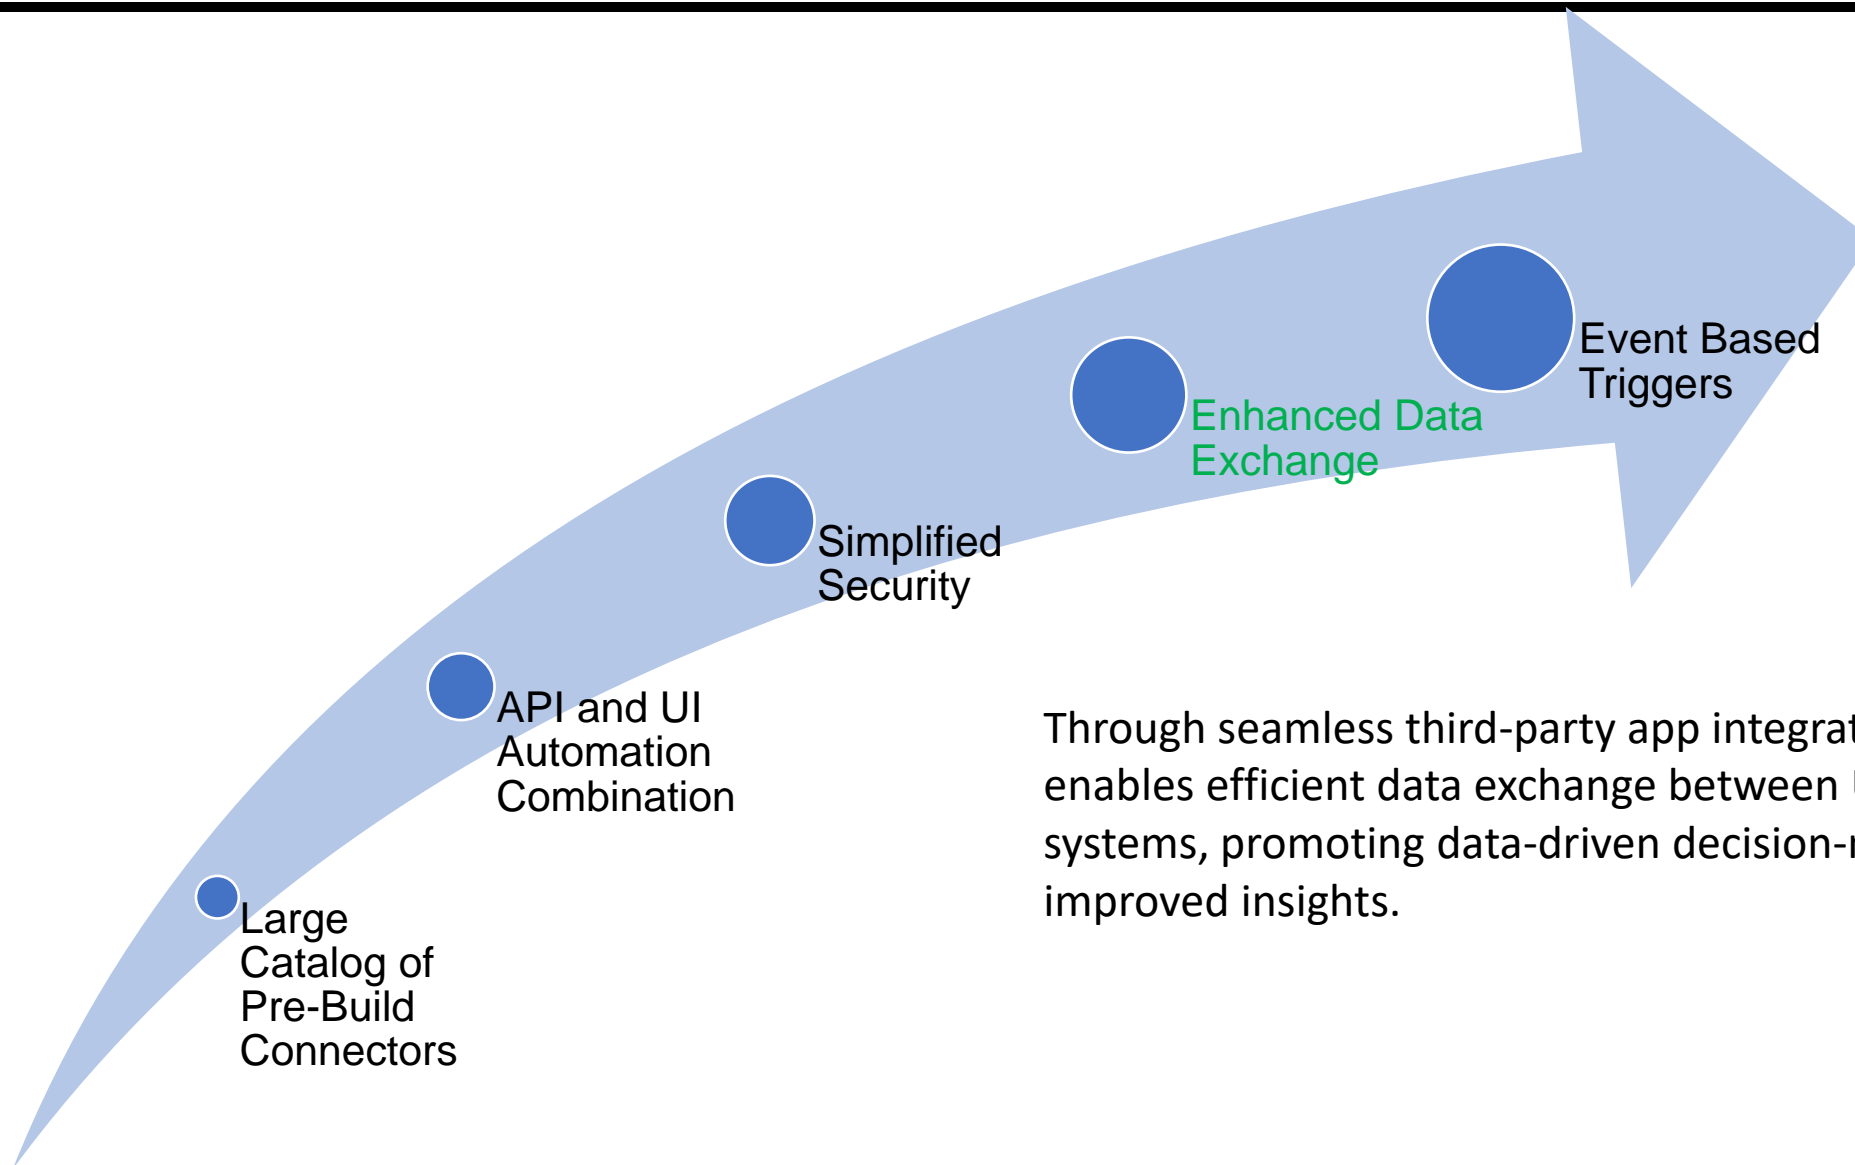 Event Based
Triggers
Enhanced Data
Exchange
Simplified
Security
API and UI
Automation
Combination
Large
Catalog of
Pre-Build
Connectors
Through seamless third-party app
enables efficient data exchange between
systems, promoting data-driven
improved insights.